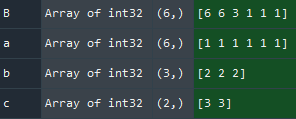 B Array of int32 (6,) [6 6 3 1 1 1]
a Array of int32 (6,) [1 1 1 1 1 1]
b Array of int32 (3,) [2 2 2]
c Array of int32 (2,) [3 3]